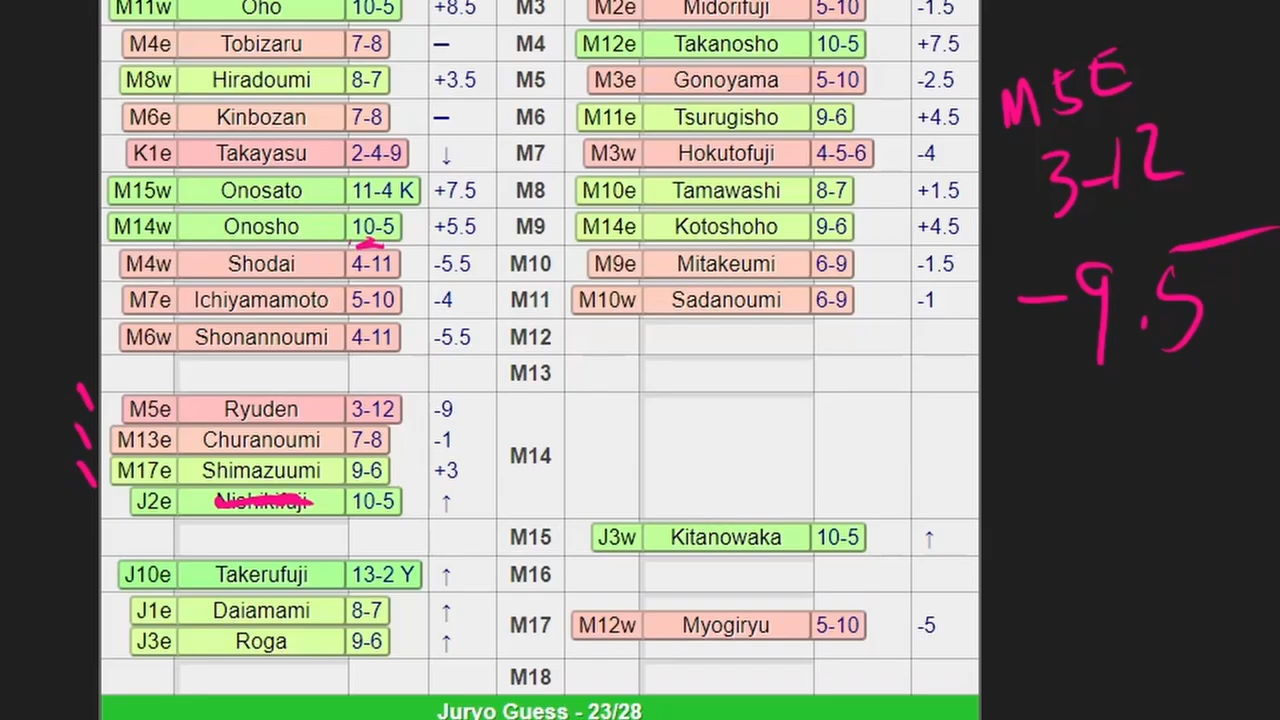 M11w Oho 10-5 +8.5 M3 M2e Midorifuji 5-10 -1.5
M4e Tobizaru 7-8 – M4 M12e Takanosho 10-5 +7.5
M8w Hiradoumi 8-7 +3.5 M5 M3e Gonoyama 5-10 -2.5
M6e Kinbozan 7-8 – M6 M11e Tsurugisho 9-6 +4.5
K1e Takayasu 2-4-9 ↓ M7 M3w Hokutofuji 4-5-6 -4
M15w Onosato 11-4 K +7.5 M8 M10e Tamawashi 8-7 +1.5
M14w Onosho 10-5 +5.5 M9 M14e Kotoshoho 9-6 +4.5
M4w Shodai 4-11 -5.5 M10 M9e Mitakeumi 6-9 -1.5
M7e Ichiyamamoto 5-10 -4 M11 M10w Sadanoumi 6-9 -1
M6w Shonannoumi 4-11 -5.5 M12
M13
M5e Ryuden 3-12 -9
M13e Churanoumi 7-8 -1
M14
M17e Shimazuumi 9-6 +3
J2e Nishikifuji 10-5 ↑
M15 J3w Kitanowaka 10-5 ↑
J10e Takerufuji 13-2 Y ↑ M16
J1e Daiamami 8-7 ↑
M17 M12w Myogiryu 5-10 -5
J3e Roga 9-6 ↑
M18
Juryo Guess - 23/28
M5E
3-12
-9.5